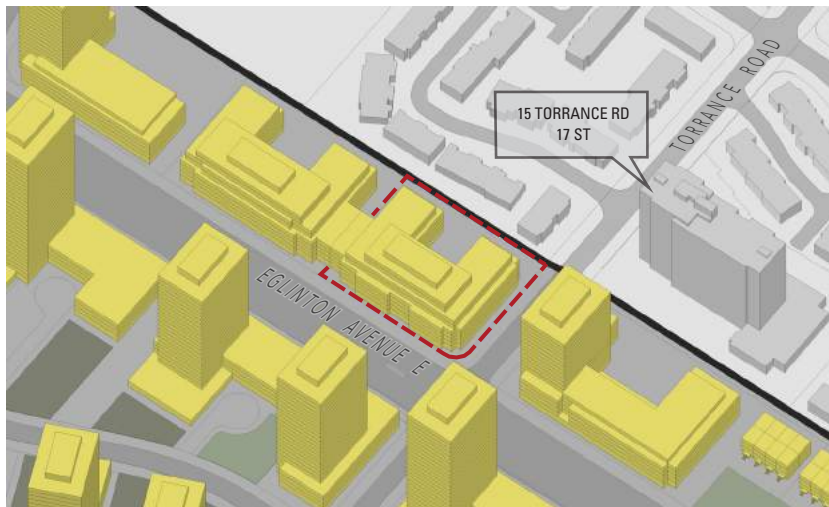 15 TORRANCE RD
17 ST
TORRANCE ROAD
EGLINTON AVENUE E